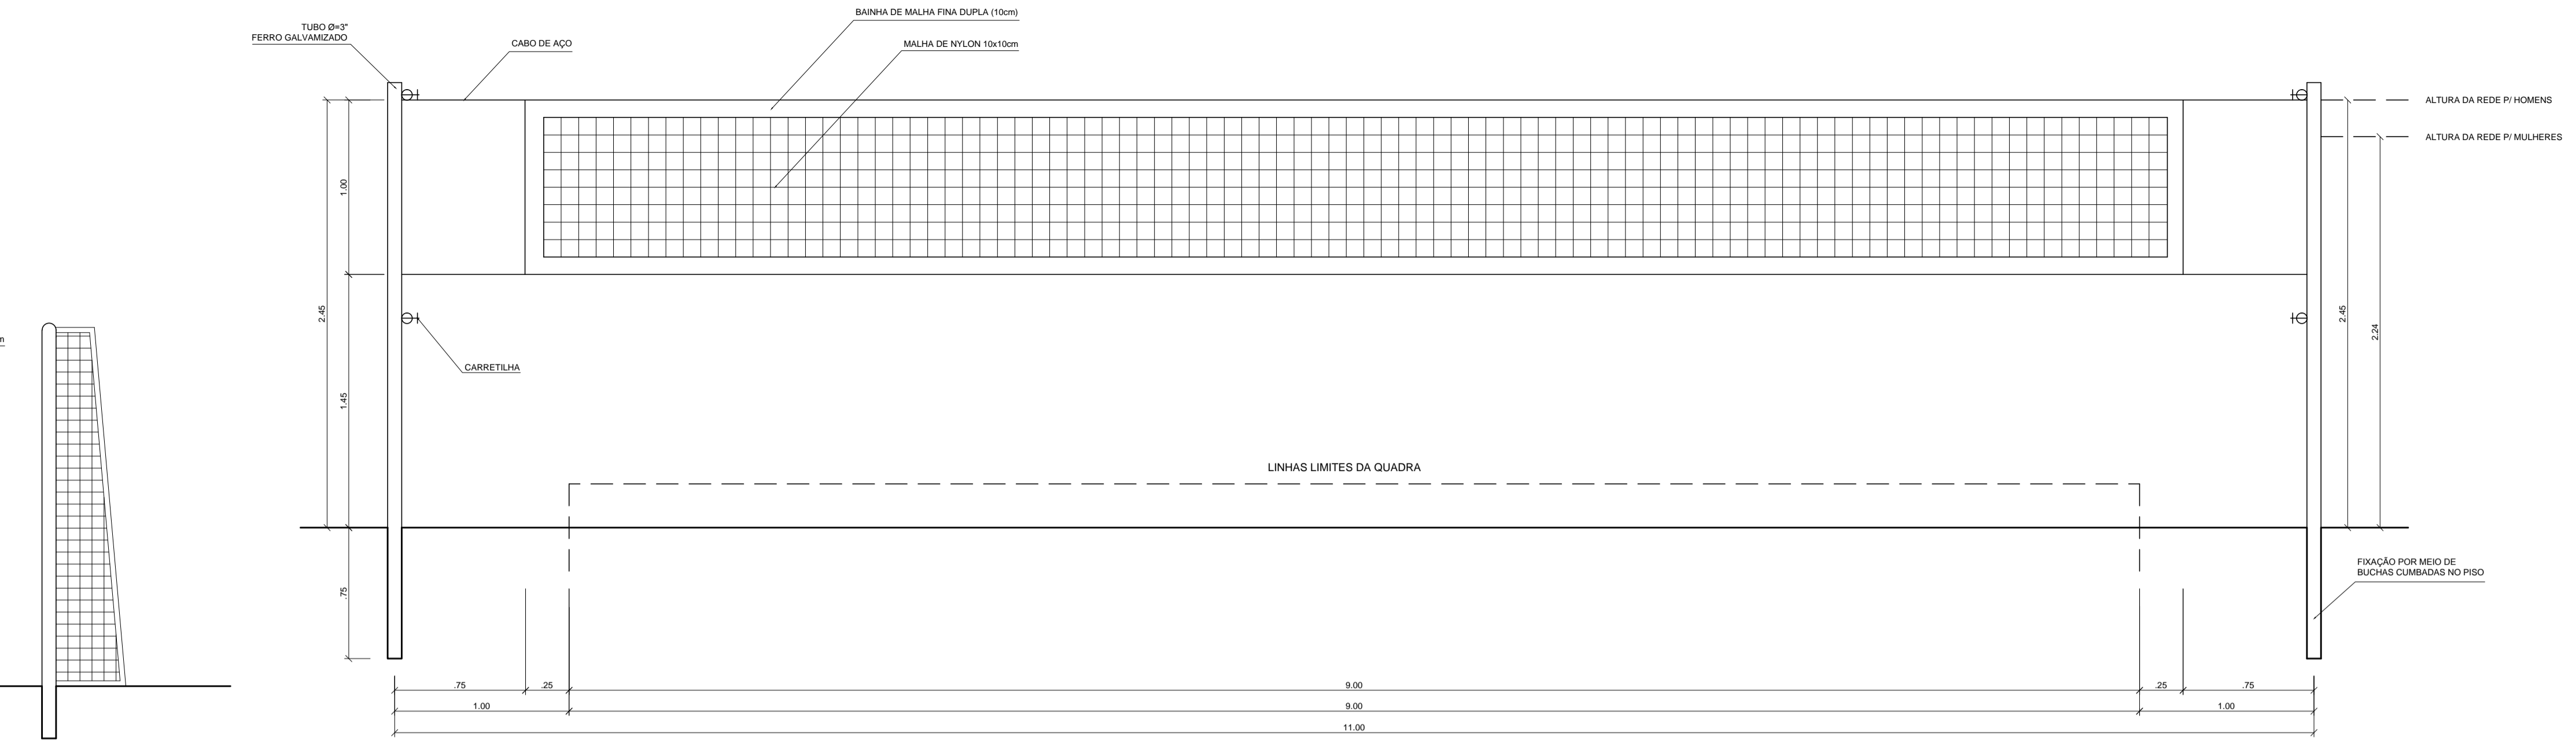 BAINHA DE MALHA FINA DUPLA (10cm)
TUBO Ø=3"
FERRO GALVAMIZADO
CABO DE AÇO
MALHA DE NYLON 10x10cm
ALTURA DA REDE P/ HOMENS
ALTURA DA REDE P/ MULHERES
1.00
2.45
2.45
2.24
m
CARRETILHA
1.45
LINHAS LIMITES DA QUADRA
FIXAÇÃO POR MEIO DE
BUCHAS CUMBADAS NO PISO
.75
.75
.25
9.00
.25
.75
1.00
9.00
1.00
11.00